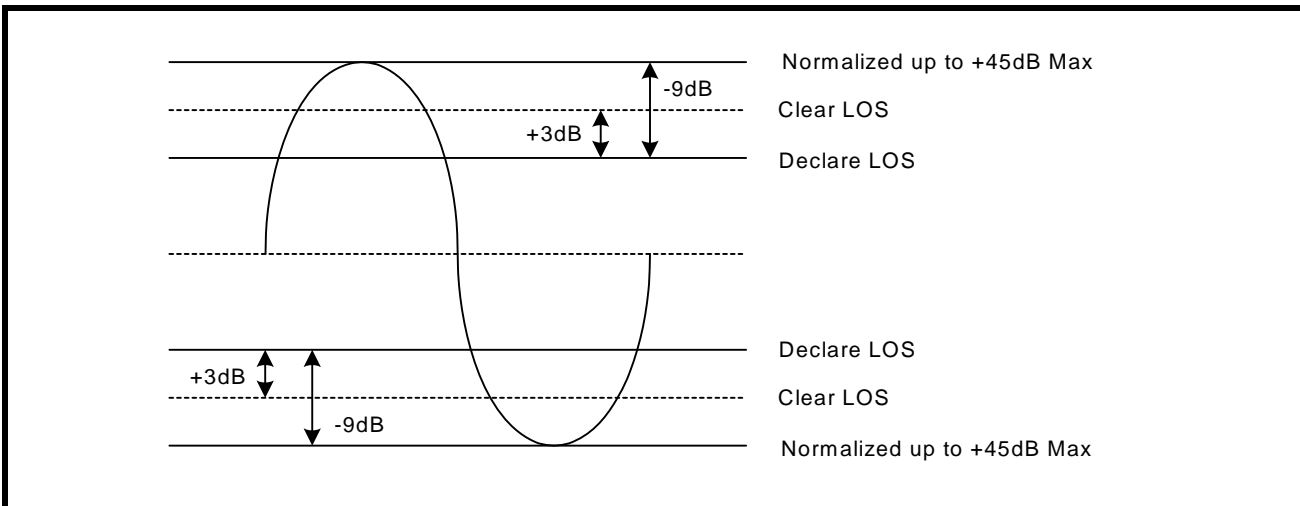 Normalized up to +45dB Max
-9dB
Clear LOS
+3dB
Declare LOS
Declare LOS
+3dB
Clear LOS
-9dB
Normalized up to +45dB Max